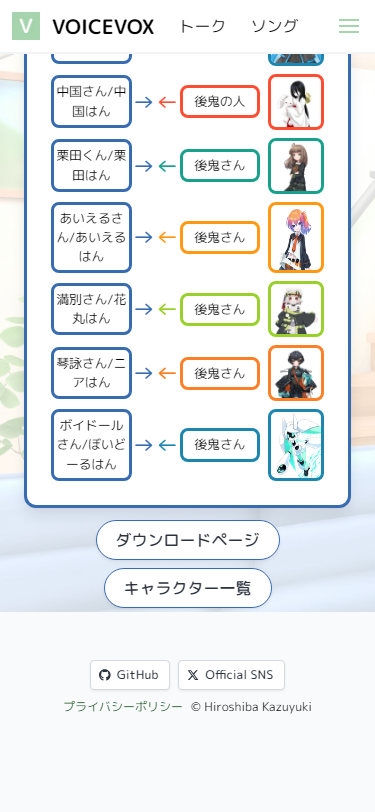 V VOICEVOX トーク ソング
中国さん/中
国はん
後鬼の人
栗田くん/栗
田はん
後鬼さん
あいえるさ
ん/あいえる
はん
後鬼さん
満別さん/花
丸はん
後鬼さん
琴詠さん/ニ
アはん
後鬼さん
ボイドール
さん/ぼいど
ーるはん
後鬼さん
ダウンロードページ
キャラクター一覧
GitHub
Official SNS
プライバシーポリシー © Hiroshiba Kazuyuki